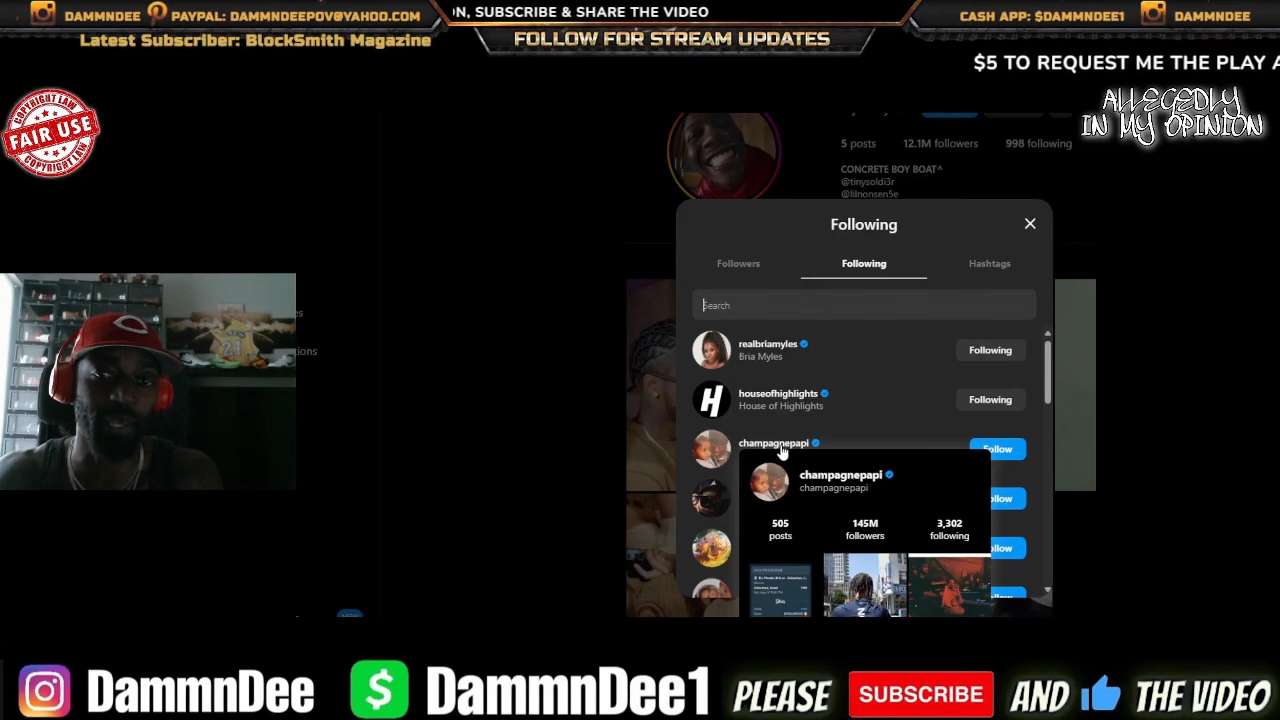 DAMMNDEE
PAYPAL: DAMMNDEEPOV@YAHOO.COM
ON, SUBSCRIBE & SHARE THE VIDEO
CASH APP: $DAMMNDEE1
DAMMNDEE
Latest Subscriber: BlockSmith Magazine
FOLLOW FOR STREAM UPDATES
$5 TO REQUEST ME THE PLAY A
COPYRIGHT LAW
FAIR USE
COPYRIGHT LAW
ALLEGEDLY
IN MY OPINION
5 posts 12.1M followers 998 following
CONCRETE BOY BOAT^
@tinysoldi3r
@lilnonsen5e
Following
Followers Following Hashtags
Search
realbriamyles
Bria Myles
Following
houseofhighlights
House of Highlights
Following
champagnepapi
Follow
champagnepapi
champagnepapi
505 145M 3,302
posts followers following
24
DammnDee
DammnDee1
PLEASE
SUBSCRIBE
AND
THE VIDEO